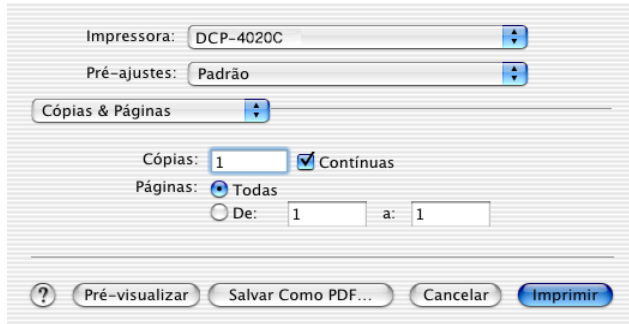 Impressora: DCP-4020C
Pré-ajustes: Padrão
Cópias & Páginas
Cópias: 1 Contínuas
Páginas: Todas
De: 1 a: 1
? Pré-visualizar Salvar Como PDF... Cancelar Imprimir